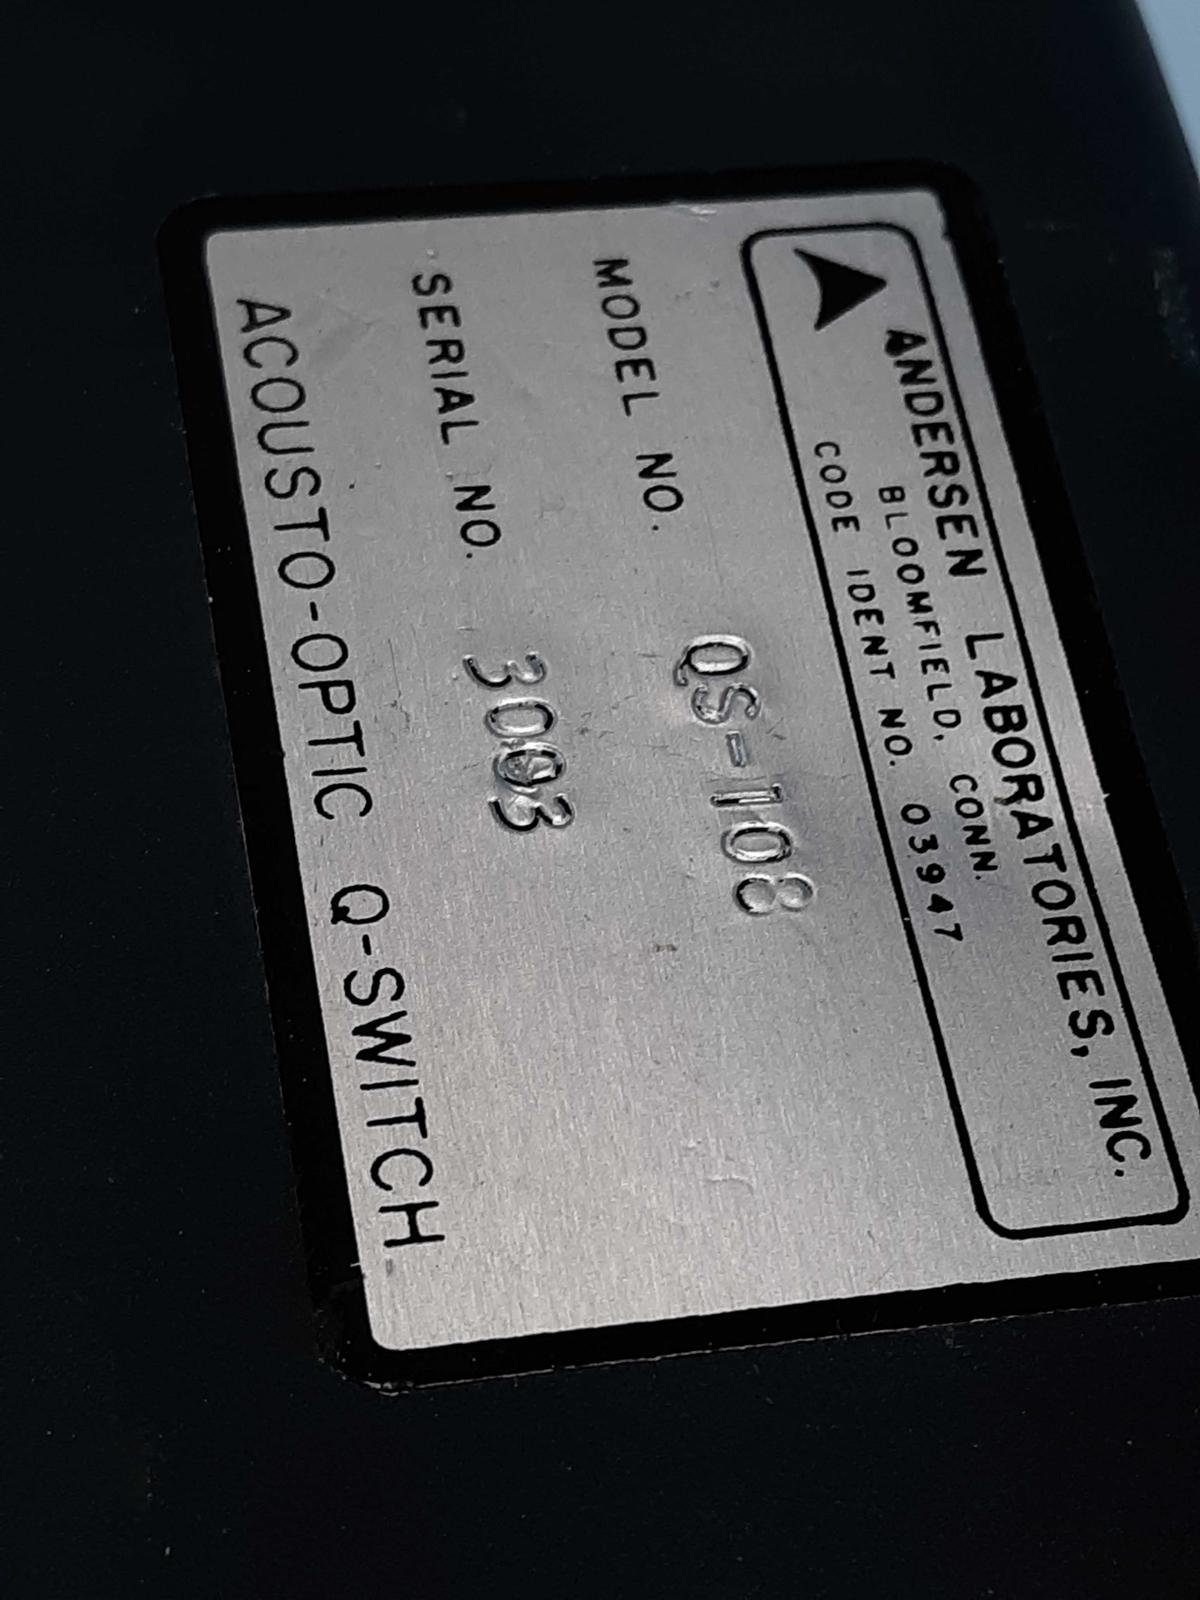 ANDERSEN LABORATORIES, INC.
BLOOMFIELD, CONN.
CODE IDENT NO. 03947
MODEL NO. QS-108
SERIAL NO. 3003
ACOUSTO-OPTIC Q-SWITCH